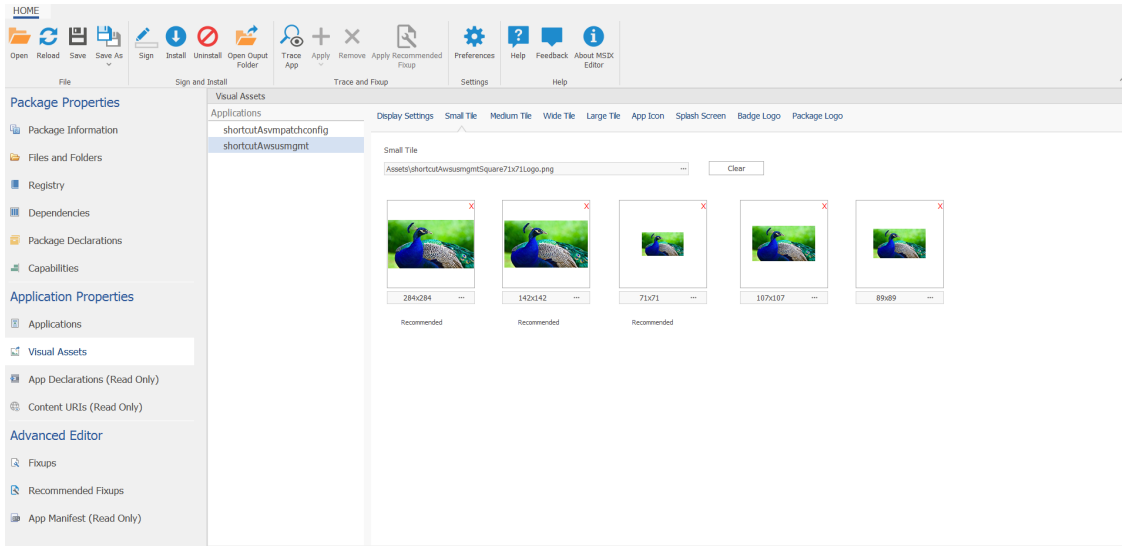 HOME
Open Reload Save Save As Sign Install Uninstall Open Ouput Folder Trace App Apply Remove Apply Recommended Fixup Preferences Help Feedback About MSIX Editor
File Sign and Install Trace and Fixup Settings Help
Package Properties
Package Information
Files and Folders
Registry
Dependencies
Package Declarations
Capabilities
Application Properties
Applications
Visual Assets
App Declarations (Read Only)
Content URIs (Read Only)
Advanced Editor
Fixups
Recommended Fixups
App Manifest (Read Only)
Visual Assets
Applications
shortcutAsvmpatchconfig
shortcutAwsusmgmt
Display Settings Small Tile Medium Tile Wide Tile Large Tile App Icon Splash Screen Badge Logo Package Logo
Small Tile
Assets\shortcutAwsusmgmtSquare71x71Logo.png ... Clear
X X X X X
284x284 ... 142x142 ... 71x71 ... 107x107 ... 89x89 ...
Recommended Recommended Recommended